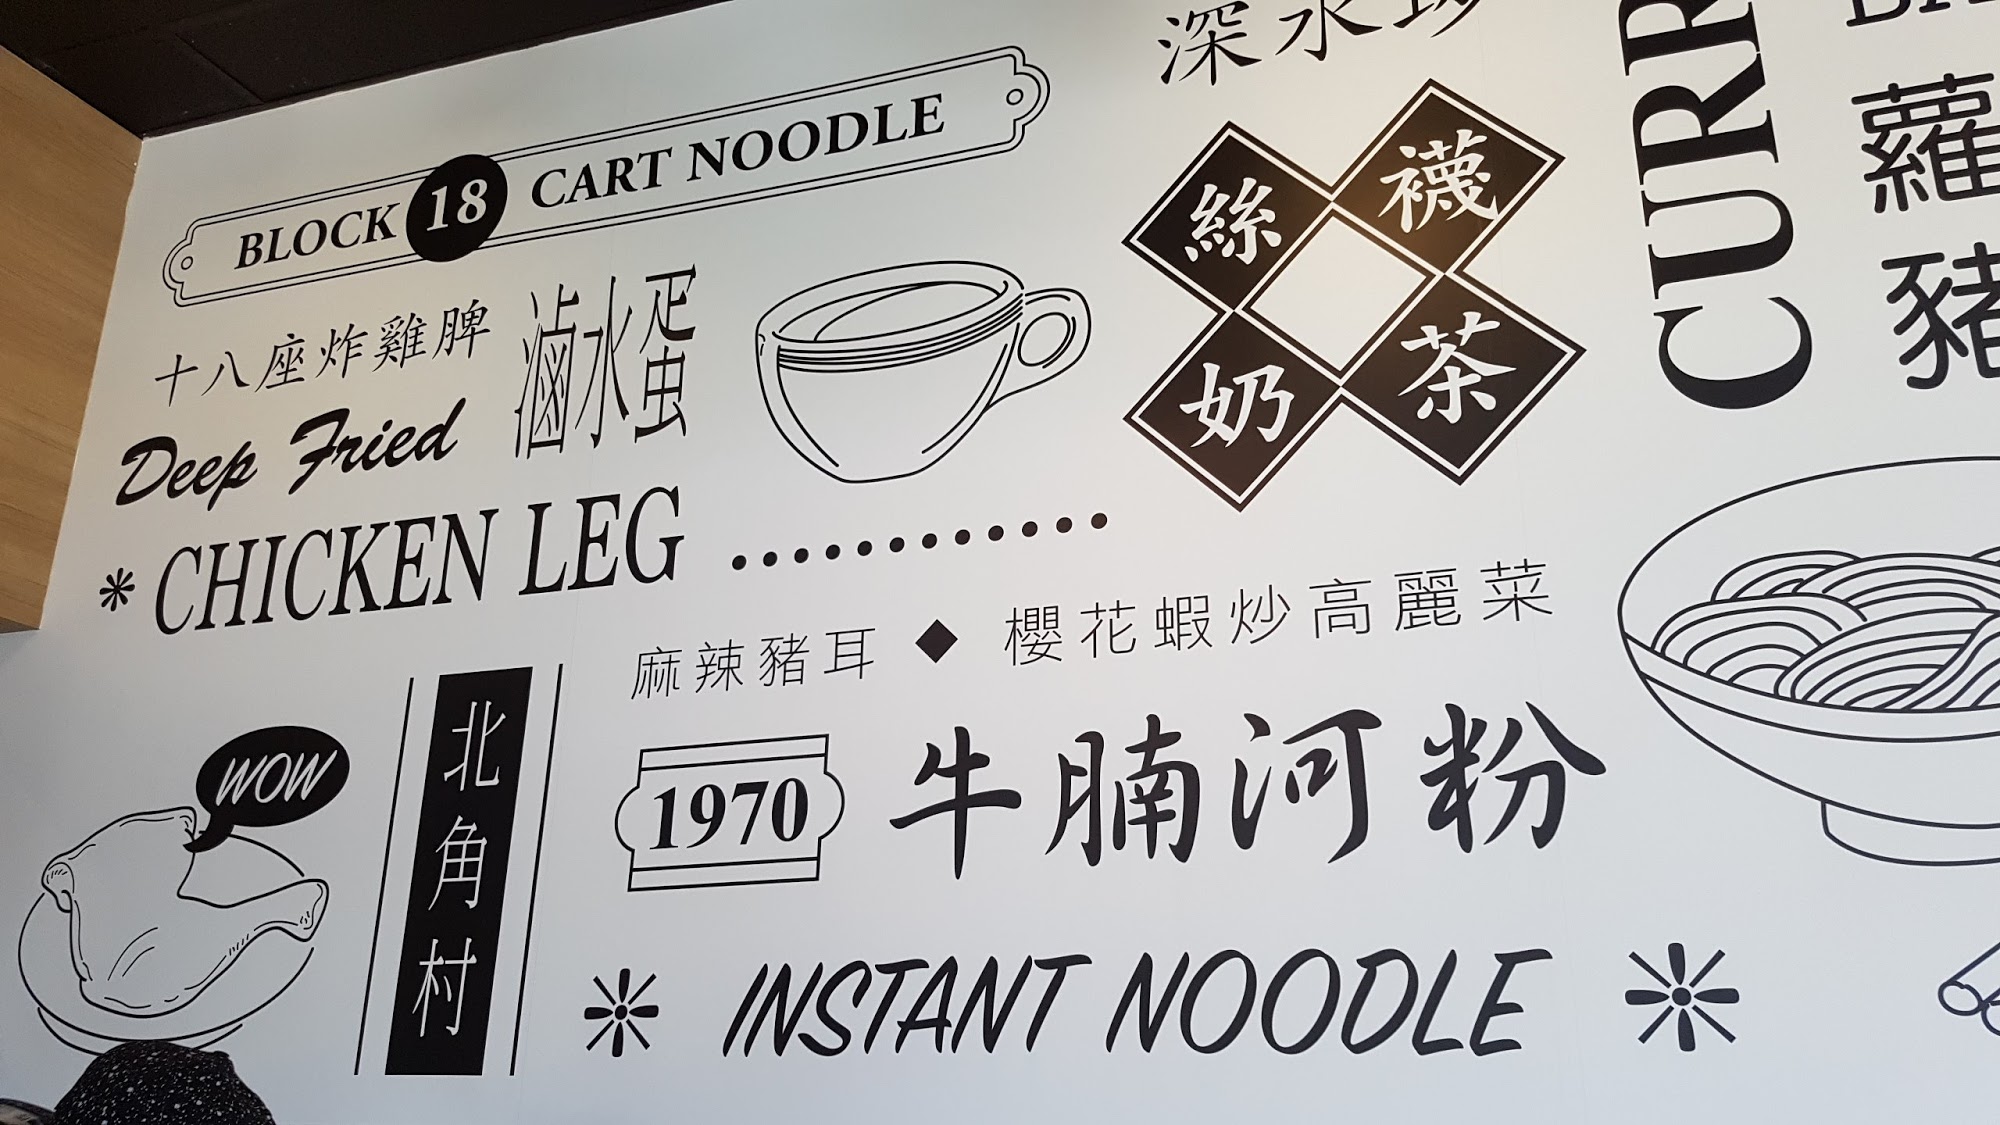 深水
BLOCK 18 CART NOODLE
絲襪
奶茶
CURR
蘿
豬
十八座炸雞脾
滷水蛋
Deep Fried
* CHICKEN LEG ............
麻辣豬耳 ◆ 櫻花蝦炒高麗菜
WOW
北角村
1970
牛腩河粉
INSTANT NOODLE